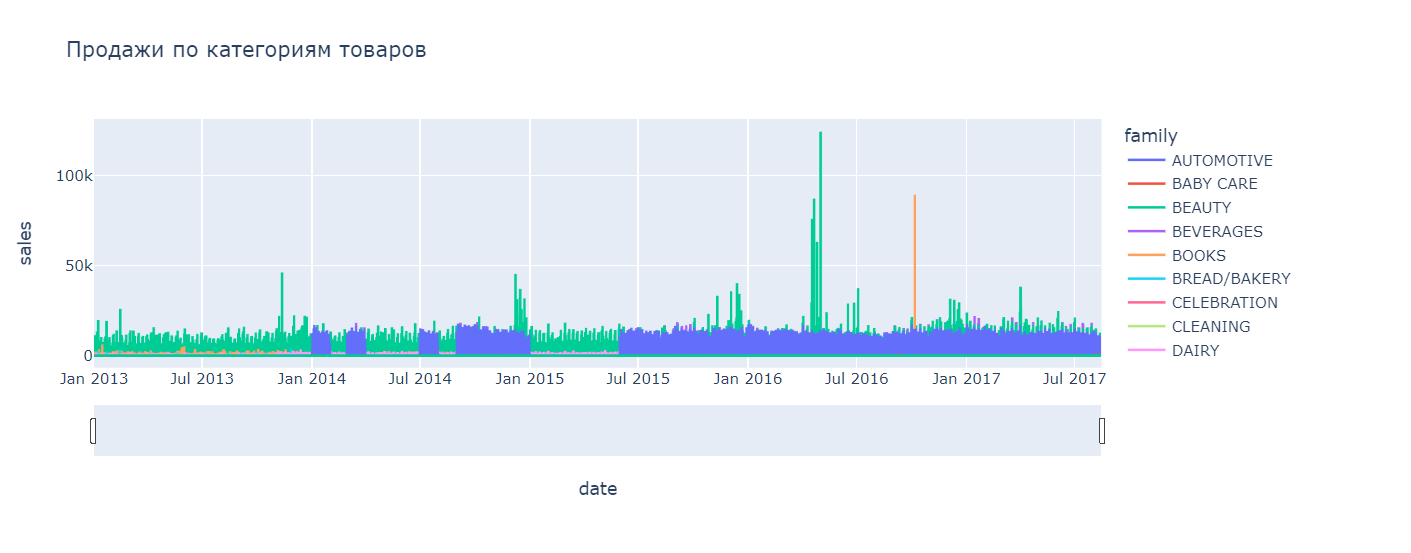 Продажи по категориям товаров
sales
100k
50k
0
Jan 2013 Jul 2013 Jan 2014 Jul 2014 Jan 2015 Jul 2015 Jan 2016 Jul 2016 Jan 2017 Jul 2017
date
family
AUTOMOTIVE
BABY CARE
BEAUTY
BEVERAGES
BOOKS
BREAD/BAKERY
CELEBRATION
CLEANING
DAIRY